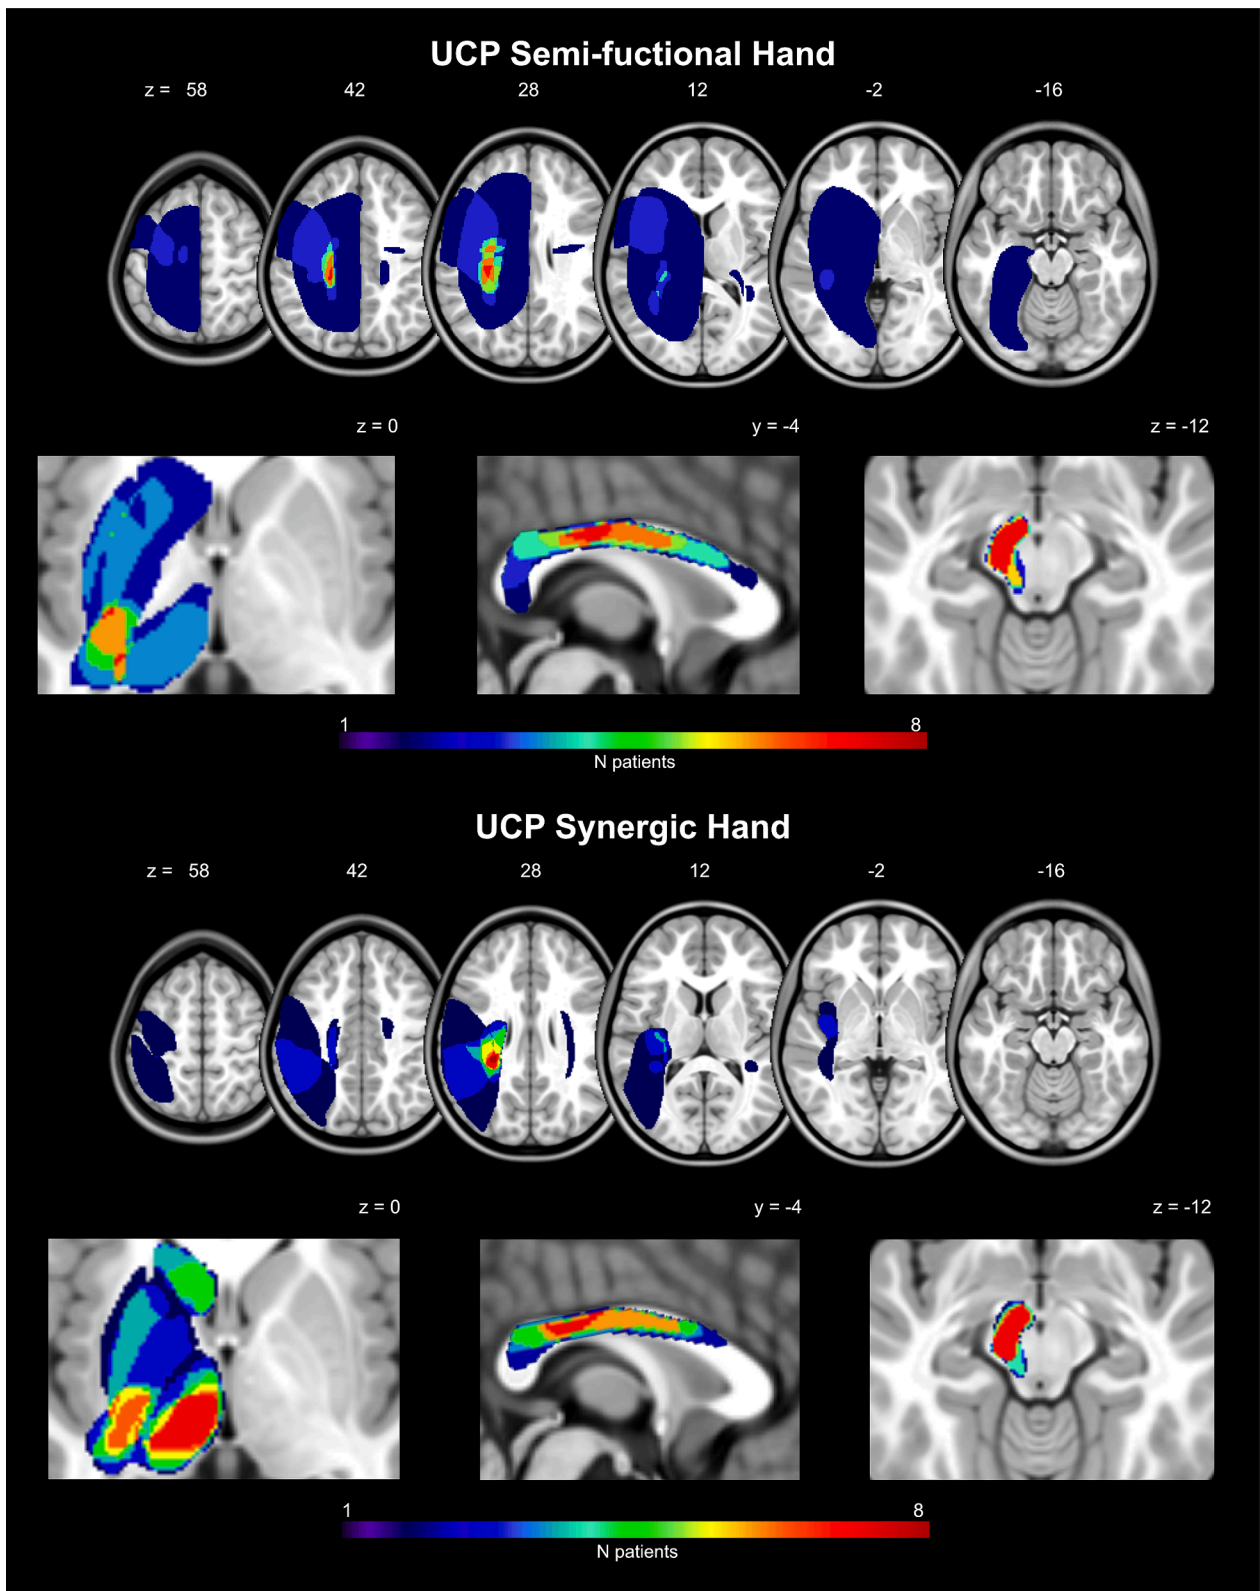 UCP Semi-fuctional Hand
z = 58 42 28 12 -2 -16
z = 0 y = -4 z = -12
1 8
N patients
UCP Synergic Hand
z = 58 42 28 12 -2 -16
z = 0 y = -4 z = -12
1 8
N patients